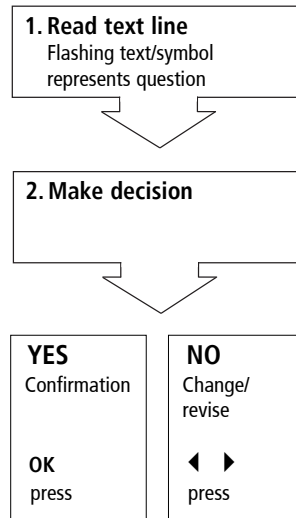 1. Read text line
Flashing text/symbol
represents question
2. Make decision
YES
Confirmation
OK
press
NO
Change/
revise
◀ ▶
press